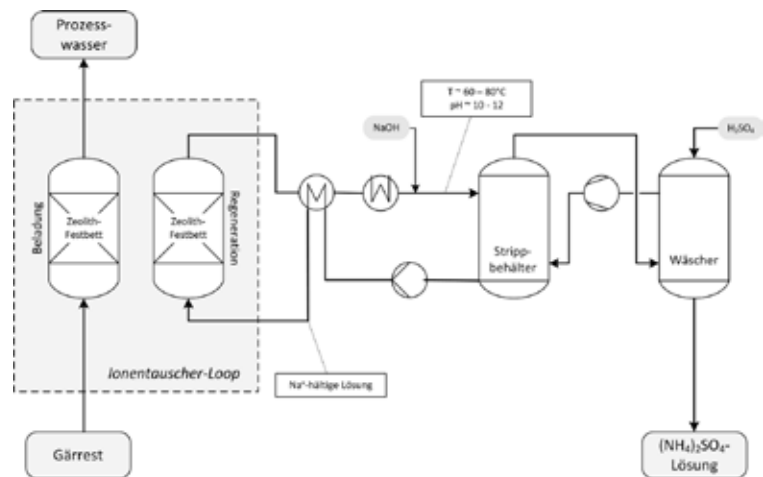 Prozess-
wasser
T ~ 60 – 80°C
pH ~ 10 - 12
NaOH
H₂SO₄
Beladung
Zeolith-
Festbett
Zeolith-
Festbett
Regeneration
Stripp-
behälter
Wäscher
Ionentauscher-Loop
Na⁺-hältige Lösung
Gärrest
(NH₄)₂SO₄-
Lösung